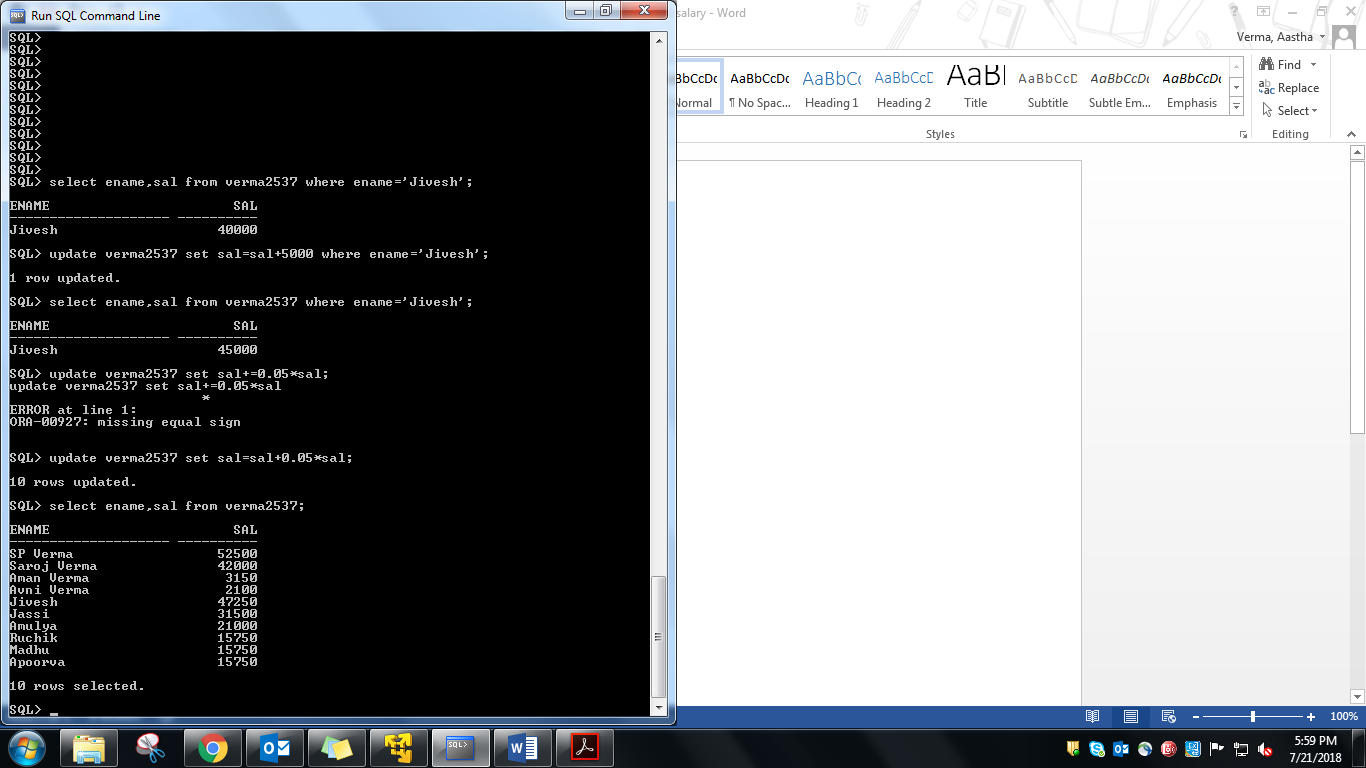 Run SQL Command Line
SQL>
SQL>
SQL>
SQL>
SQL>
SQL>
SQL>
SQL>
SQL>
SQL>
SQL>
SQL>
SQL> select ename,sal from verma2537 where ename='Jivesh';
ENAME SAL
-------------------- ----------
Jivesh 40000
SQL> update verma2537 set sal=sal+5000 where ename='Jivesh';
1 row updated.
SQL> select ename,sal from verma2537 where ename='Jivesh';
ENAME SAL
-------------------- ----------
Jivesh 45000
SQL> update verma2537 set sal+=0.05*sal;
update verma2537 set sal+=0.05*sal
*
ERROR at line 1:
ORA-00927: missing equal sign
SQL> update verma2537 set sal=sal+0.05*sal;
10 rows updated.
SQL> select ename,sal from verma2537;
ENAME SAL
-------------------- ----------
SP Verma 52500
Saroj Verma 42000
Aman Verma 3150
Avni Verma 2100
Jivesh 47250
Jassi 31500
Amulya 21000
Ruchik 15750
Madhu 15750
Apoorva 15750
10 rows selected.
SQL> _
salary - Word
Verma, Aastha
AaBbCcDc AaBbC( AaBbCcD AaB AaBbCcD AaBbCcDc AaBbCcDc
Normal ¶ No Spac... Heading 1 Heading 2 Title Subtitle Subtle Em... Emphasis
Styles
Find
Replace
Select
Editing
100%
SQL>
5:59 PM
7/21/2018